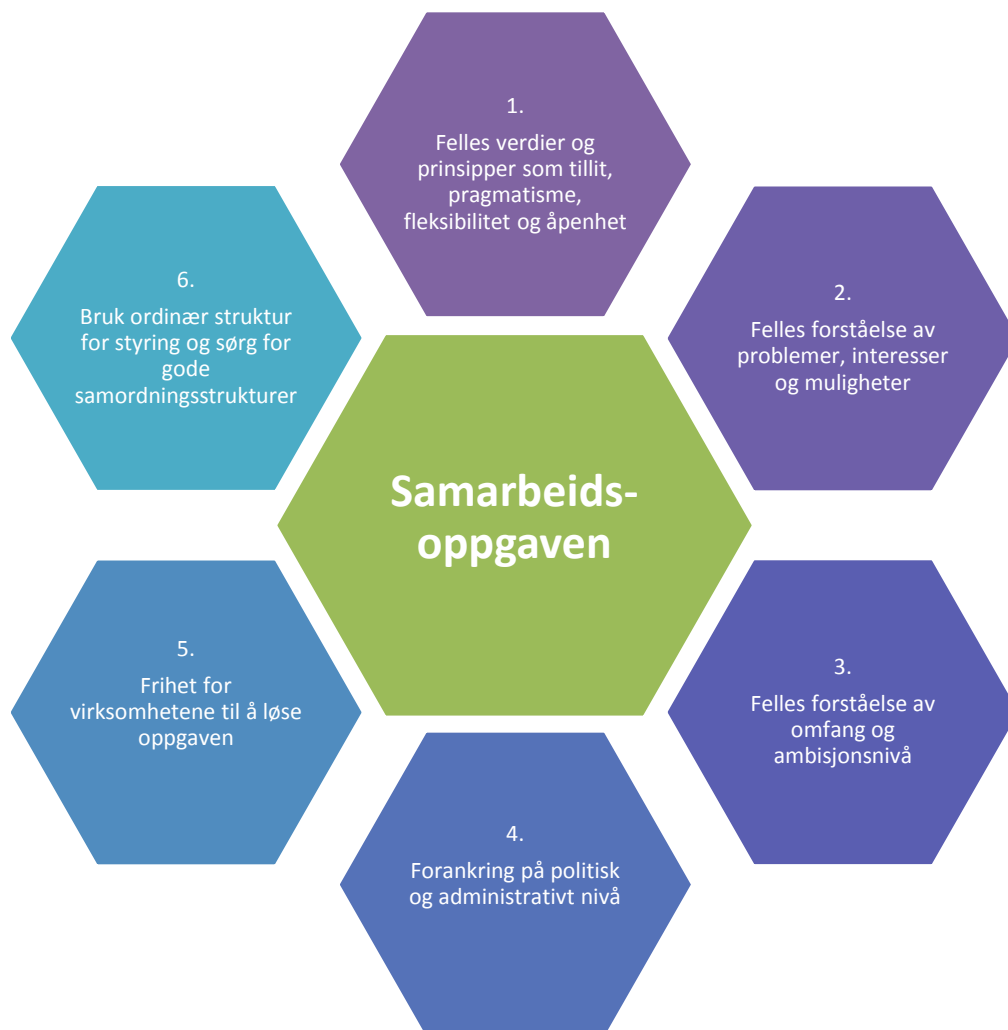 1.
Felles verdier og
prinsipper som tillit,
pragmatisme,
fleksibilitet og åpenhet
2.
Felles forståelse av
problemer, interesser
og muligheter
3.
Felles forståelse av
omfang og
ambisjonsnivå
4.
Forankring på politisk
og administrativt nivå
5.
Frihet for
virksomhetene til å løse
oppgaven
6.
Bruk ordinær struktur
for styring og sørg for
gode
samordningsstrukturer
Samarbeids-
oppgaven